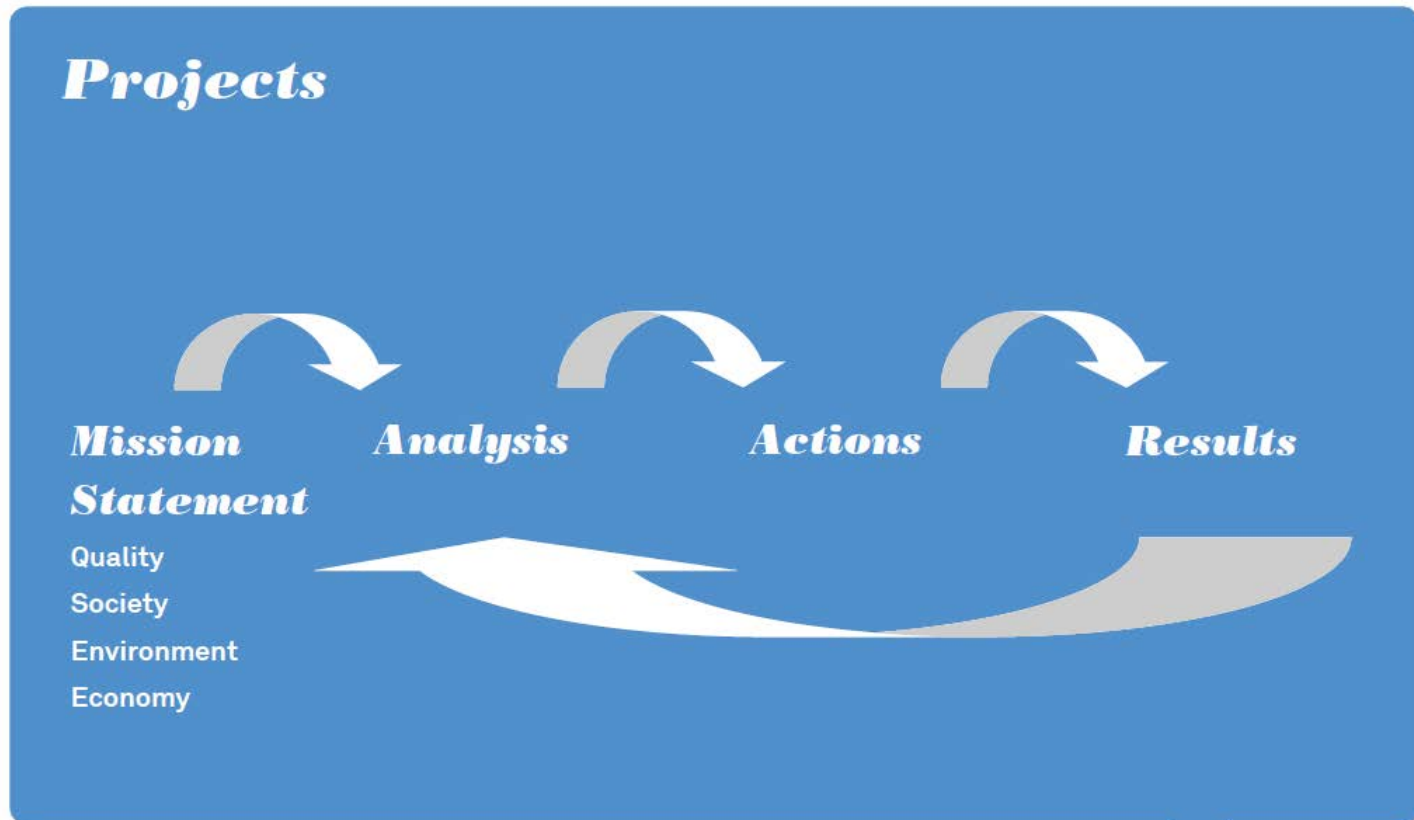 Projects
Mission
Statement
Quality
Society
Environment
Economy
Analysis
Actions
Results